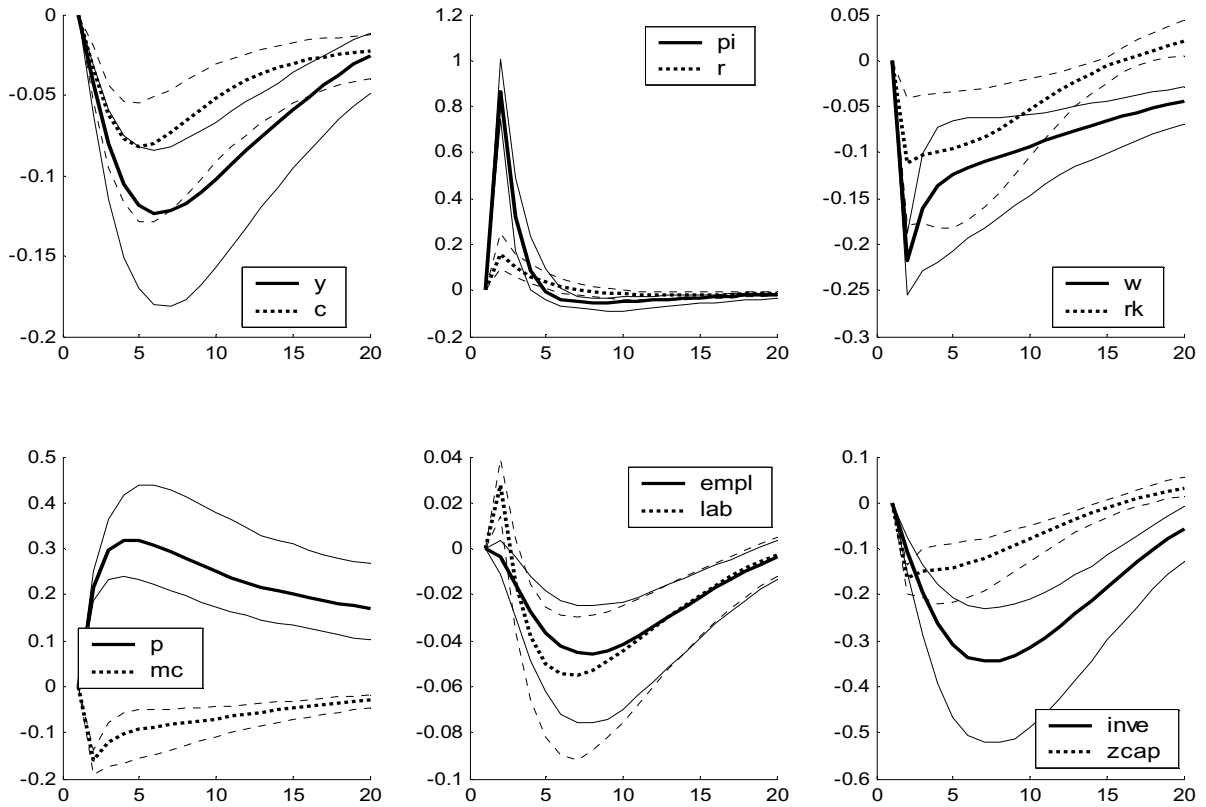 0
-0.05
-0.1
-0.15
-0.2
0 5 10 15 20
y
c
1.2
1
0.8
0.6
0.4
0.2
0
-0.2
0 5 10 15 20
pi
r
0.05
0
-0.05
-0.1
-0.15
-0.2
-0.25
-0.3
0 5 10 15 20
w
rk
0.5
0.4
0.3
0.2
0.1
0
-0.1
-0.2
0 5 10 15 20
p
mc
0.04
0.02
0
-0.02
-0.04
-0.06
-0.08
-0.1
0 5 10 15 20
empl
lab
0.1
0
-0.1
-0.2
-0.3
-0.4
-0.5
-0.6
0 5 10 15 20
inve
zcap